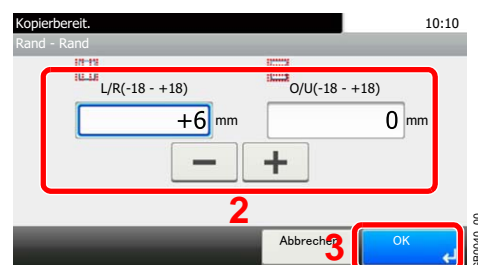 Kopierbereit. 10:10
Rand - Rand
L/R(-18 - +18) O/U(-18 - +18)
+6 mm 0 mm
− +
2
Abbrechen 3 OK